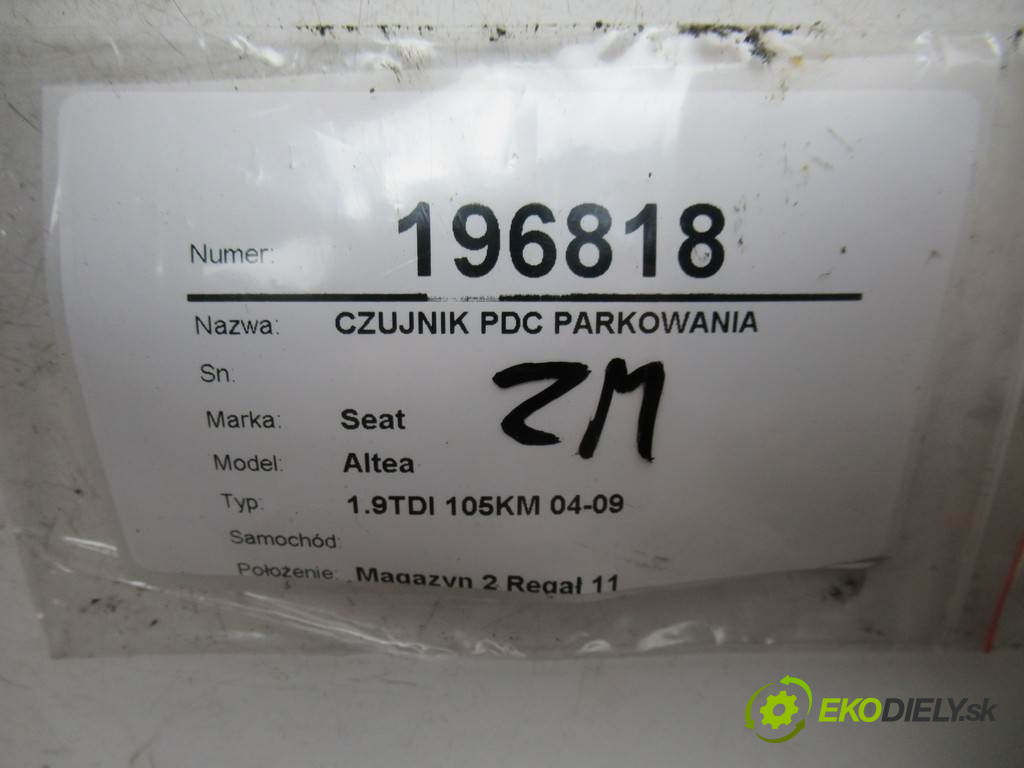 Numer: 196818
Nazwa: CZUJNIK PDC PARKOWANIA
Sn.
ZM
Marka: Seat
Model: Altea
Typ: 1.9TDI 105KM 04-09
Samochód:
Położenie: Magazyn 2 Regał 11
EKODIELY.sk